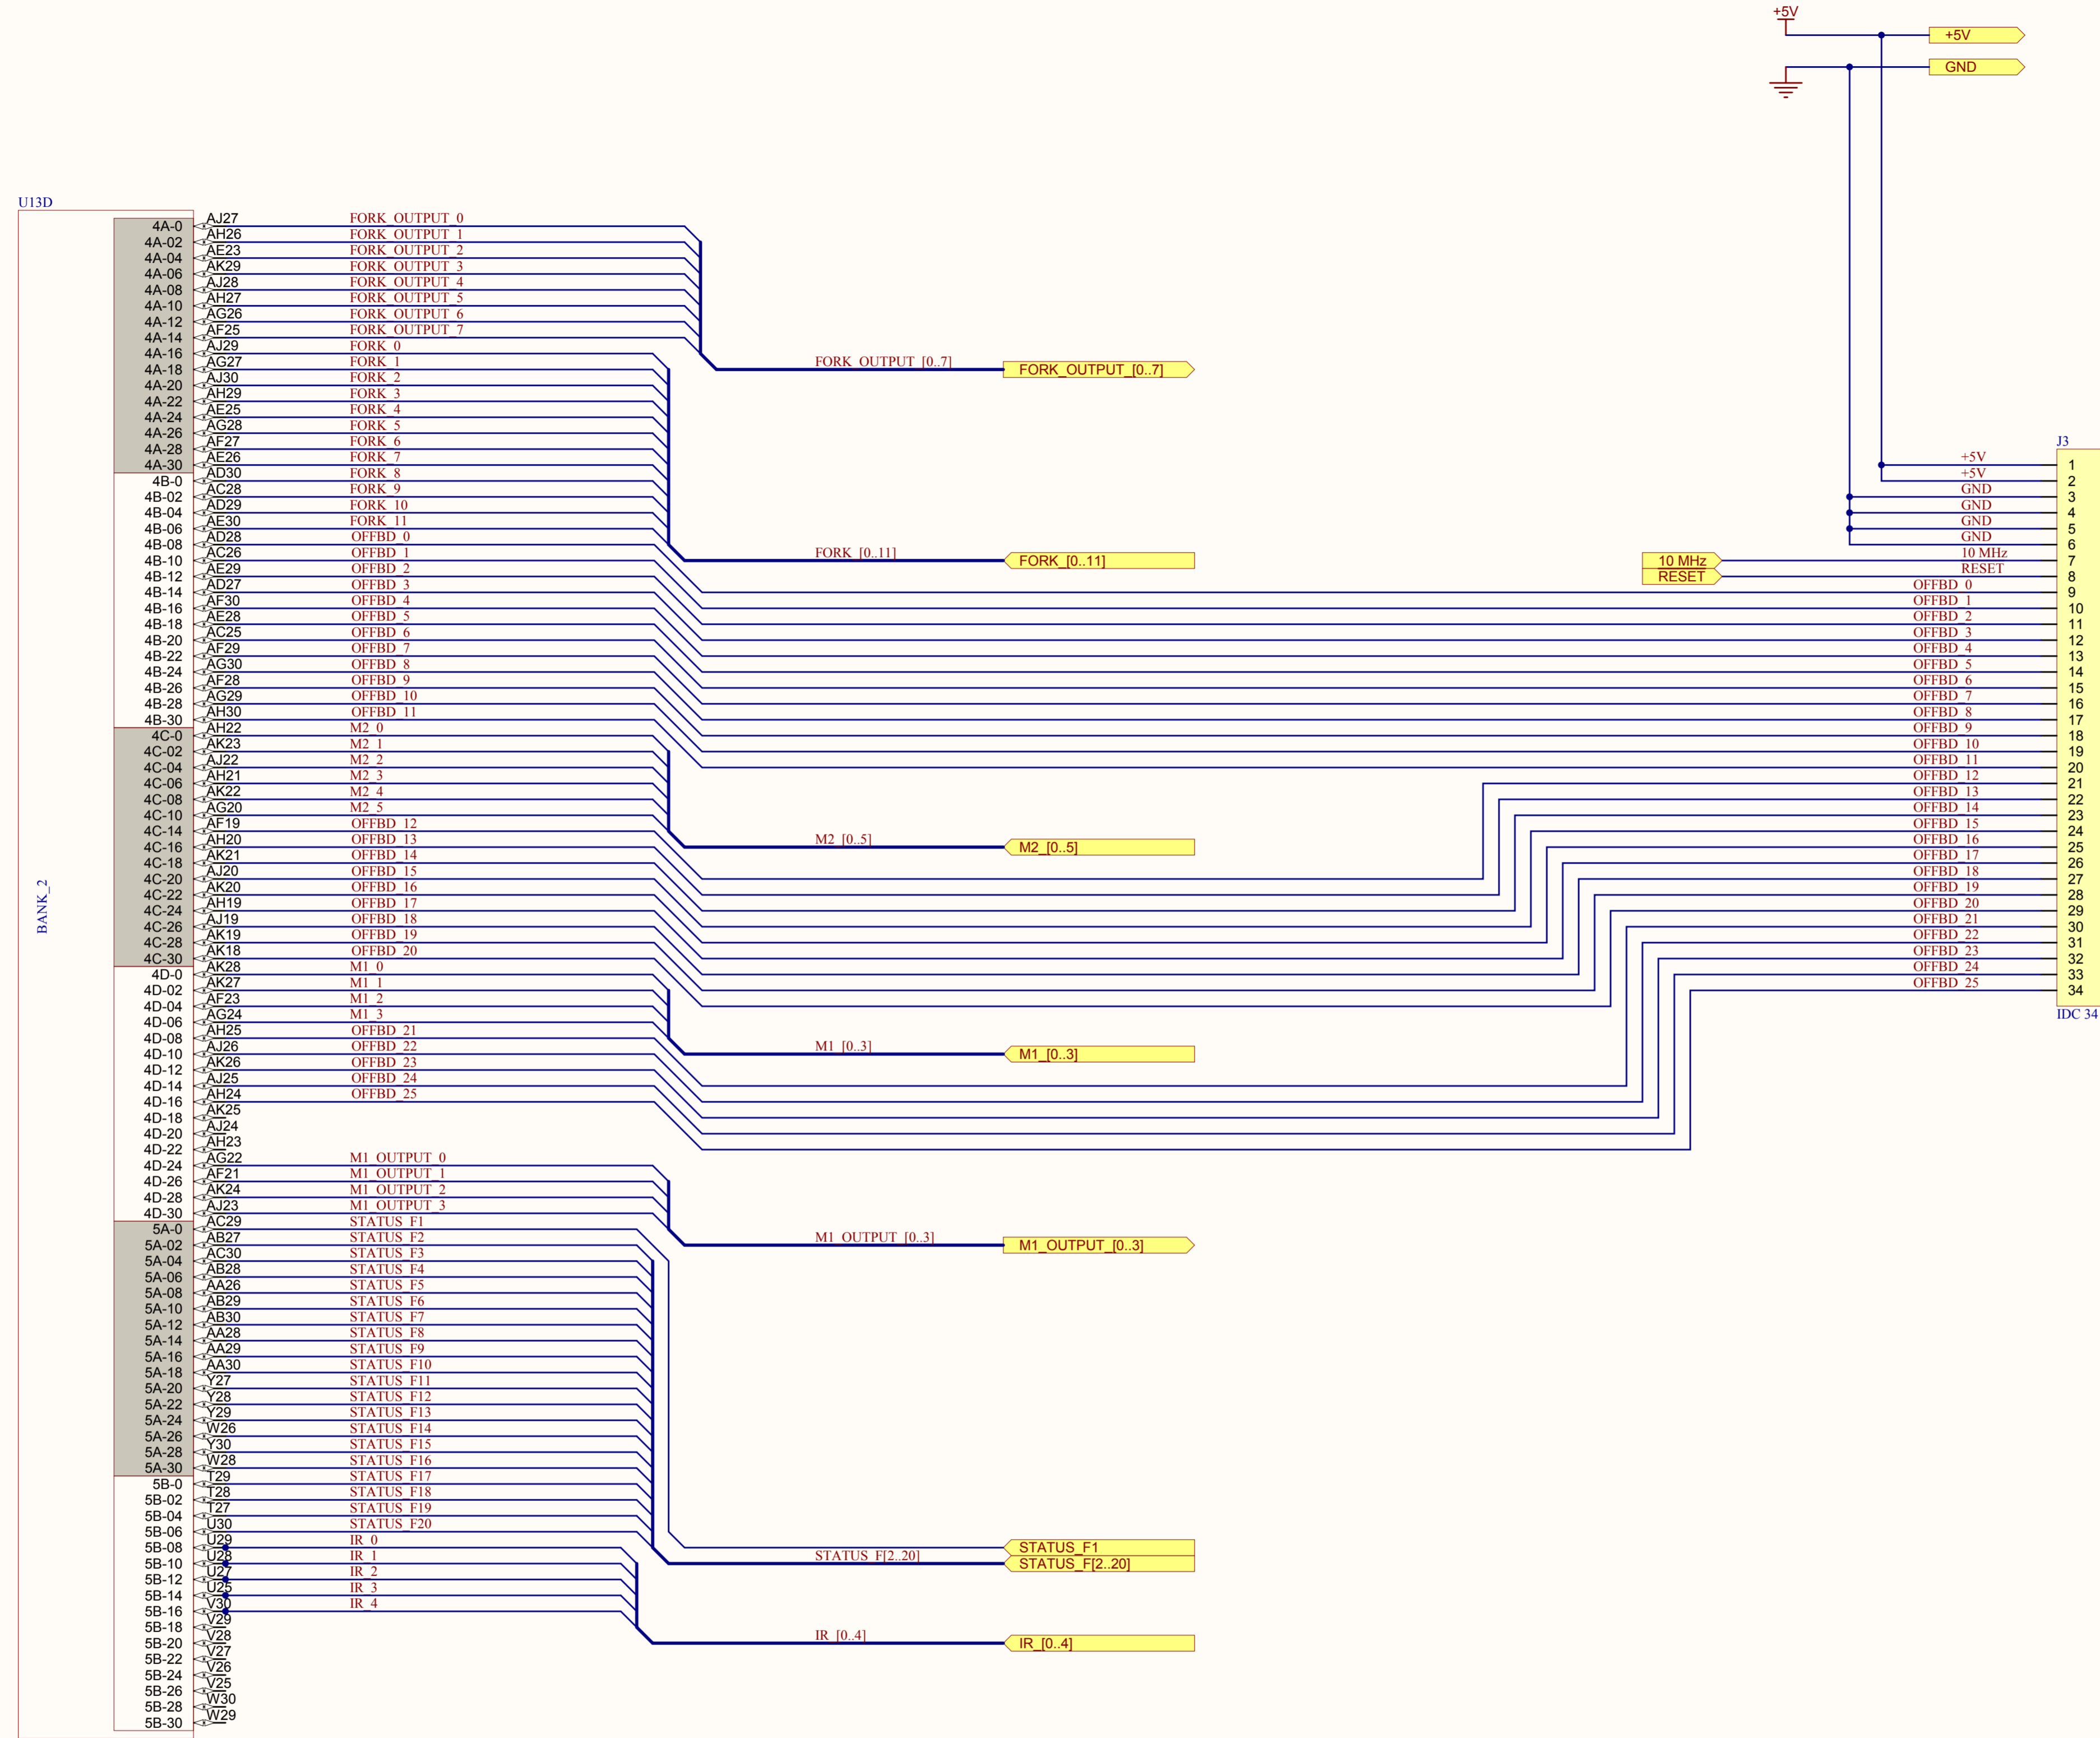 +5V
+5V
GND
U13D
BANK_2
4A-0 AJ27 FORK_OUTPUT_0
4A-02 AH26 FORK_OUTPUT_1
4A-04 AE23 FORK_OUTPUT_2
4A-06 AK29 FORK_OUTPUT_3
4A-08 AJ28 FORK_OUTPUT_4
4A-10 AH27 FORK_OUTPUT_5
4A-12 AG26 FORK_OUTPUT_6
4A-14 AF25 FORK_OUTPUT_7
4A-16 AJ29 FORK_0
4A-18 AG27 FORK_1
4A-20 AJ30 FORK_2
4A-22 AH29 FORK_3
4A-24 AE25 FORK_4
4A-26 AG28 FORK_5
4A-28 AF27 FORK_6
4A-30 AE26 FORK_7
4B-0 AD30 FORK_8
4B-02 AC28 FORK_9
4B-04 AD29 FORK_10
4B-06 AE30 FORK_11
4B-08 AD28 OFFBD_0
4B-10 AC26 OFFBD_1
4B-12 AE29 OFFBD_2
4B-14 AD27 OFFBD_3
4B-16 AF30 OFFBD_4
4B-18 AE28 OFFBD_5
4B-20 AC25 OFFBD_6
4B-22 AF29 OFFBD_7
4B-24 AG30 OFFBD_8
4B-26 AF28 OFFBD_9
4B-28 AG29 OFFBD_10
4B-30 AH30 OFFBD_11
4C-0 AH22 M2_0
4C-02 AK23 M2_1
4C-04 AJ22 M2_2
4C-06 AH21 M2_3
4C-08 AK22 M2_4
4C-10 AG20 M2_5
4C-14 AF19 OFFBD_12
4C-16 AH20 OFFBD_13
4C-18 AK21 OFFBD_14
4C-20 AJ20 OFFBD_15
4C-22 AK20 OFFBD_16
4C-24 AH19 OFFBD_17
4C-26 AJ19 OFFBD_18
4C-28 AK19 OFFBD_19
4C-30 AK18 OFFBD_20
4D-0 AK28 M1_0
4D-02 AK27 M1_1
4D-04 AF23 M1_2
4D-06 AG24 M1_3
4D-08 AH25 OFFBD_21
4D-10 AJ26 OFFBD_22
4D-12 AK26 OFFBD_23
4D-14 AJ25 OFFBD_24
4D-16 AH24 OFFBD_25
4D-18 AK25
4D-20 AJ24
4D-22 AH23
4D-24 AG22 M1_OUTPUT_0
4D-26 AF21 M1_OUTPUT_1
4D-28 AK24 M1_OUTPUT_2
4D-30 AJ23 M1_OUTPUT_3
5A-0 AC29 STATUS_F1
5A-02 AB27 STATUS_F2
5A-04 AC30 STATUS_F3
5A-06 AB28 STATUS_F4
5A-08 AA26 STATUS_F5
5A-10 AB29 STATUS_F6
5A-12 AB30 STATUS_F7
5A-14 AA28 STATUS_F8
5A-16 AA29 STATUS_F9
5A-18 AA30 STATUS_F10
5A-20 Y27 STATUS_F11
5A-22 Y28 STATUS_F12
5A-24 Y29 STATUS_F13
5A-26 W26 STATUS_F14
5A-28 Y30 STATUS_F15
5A-30 W28 STATUS_F16
5B-0 T29 STATUS_F17
5B-02 T28 STATUS_F18
5B-04 T27 STATUS_F19
5B-06 U30 STATUS_F20
5B-08 U29 IR_0
5B-10 U28 IR_1
5B-12 U27 IR_2
5B-14 U25 IR_3
5B-16 V30 IR_4
5B-18 V29
5B-20 V28
5B-22 V27
5B-24 V26
5B-26 V25
5B-28 W30
5B-30 W29
FORK_OUTPUT_[0..7] FORK_OUTPUT_[0..7]
FORK_[0..11] FORK_[0..11]
M2_[0..5] M2_[0..5]
M1_[0..3] M1_[0..3]
M1_OUTPUT_[0..3] M1_OUTPUT_[0..3]
STATUS_F1
STATUS_F[2..20] STATUS_F[2..20]
IR_[0..4] IR_[0..4]
J3
+5V 1
+5V 2
GND 3
GND 4
GND 5
GND 6
10 MHz 10 MHz 7
RESET RESET 8
OFFBD_0 9
OFFBD_1 10
OFFBD_2 11
OFFBD_3 12
OFFBD_4 13
OFFBD_5 14
OFFBD_6 15
OFFBD_7 16
OFFBD_8 17
OFFBD_9 18
OFFBD_10 19
OFFBD_11 20
OFFBD_12 21
OFFBD_13 22
OFFBD_14 23
OFFBD_15 24
OFFBD_16 25
OFFBD_17 26
OFFBD_18 27
OFFBD_19 28
OFFBD_20 29
OFFBD_21 30
OFFBD_22 31
OFFBD_23 32
OFFBD_24 33
OFFBD_25 34
IDC 34